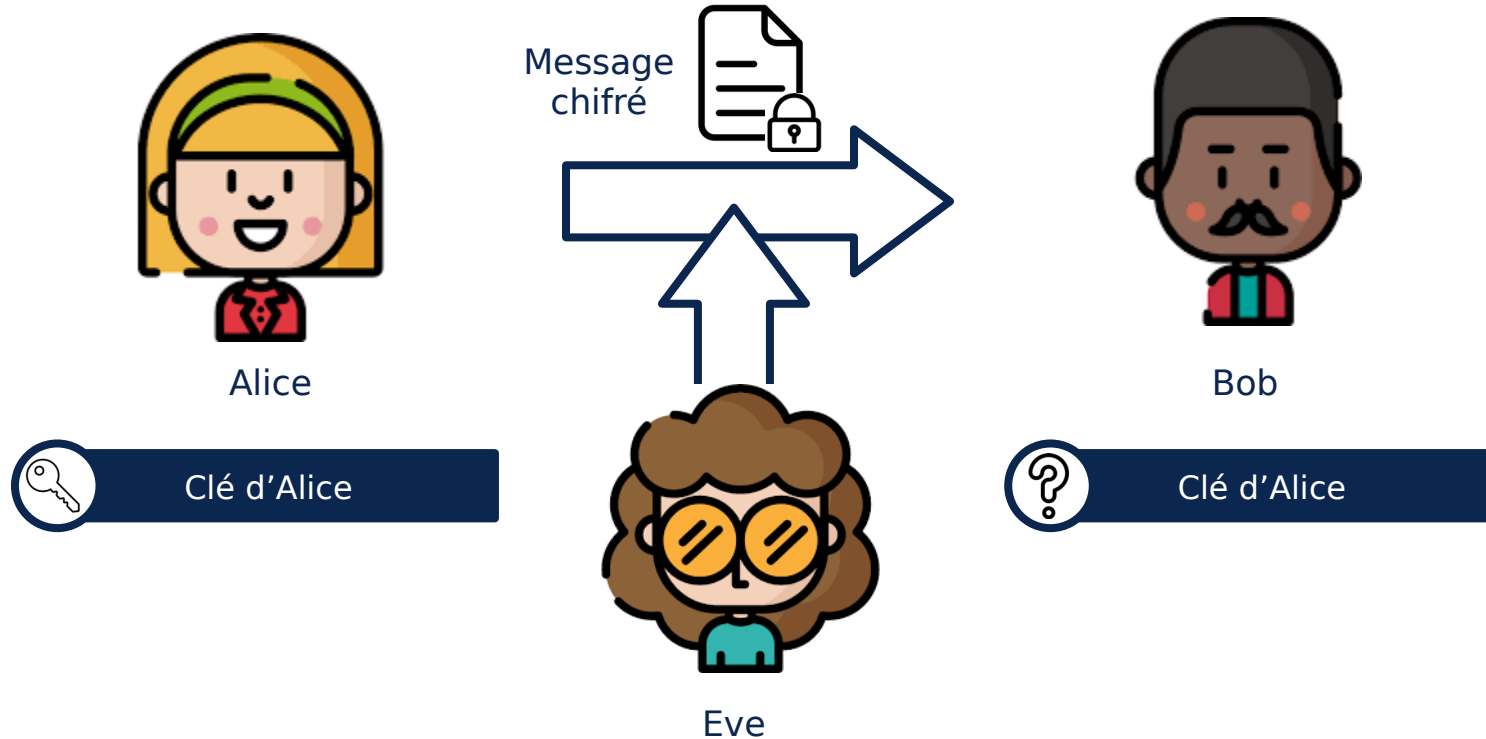 Message
chifré
Alice
Bob
Clé d’Alice
Clé d’Alice
Eve